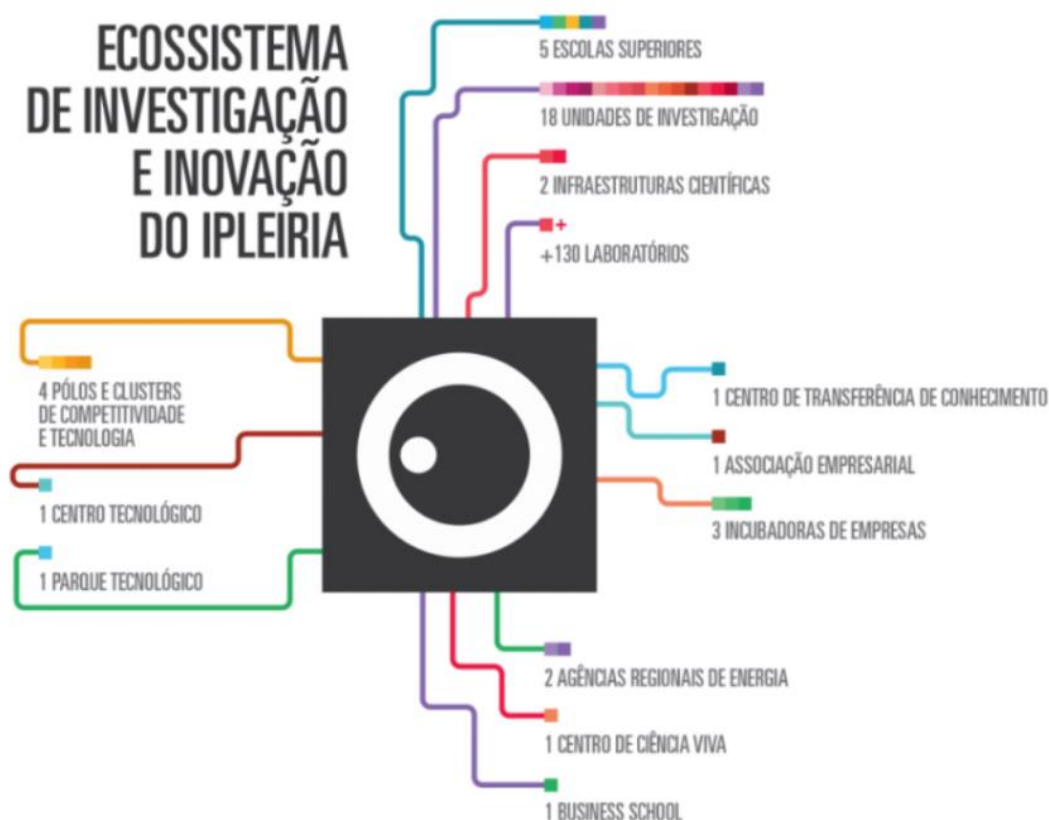 ECOSSISTEMA
DE INVESTIGAÇÃO
E INOVAÇÃO
DO IPLEIRIA
5 ESCOLAS SUPERIORES
18 UNIDADES DE INVESTIGAÇÃO
2 INFRAESTRUTURAS CIENTÍFICAS
+
+130 LABORATÓRIOS
4 PÓLOS E CLUSTERS
DE COMPETITIVIDADE
E TECNOLOGIA
1 CENTRO TECNOLÓGICO
1 PARQUE TECNOLÓGICO
1 CENTRO DE TRANSFERÊNCIA DE CONHECIMENTO
1 ASSOCIAÇÃO EMPRESARIAL
3 INCUBADORAS DE EMPRESAS
2 AGÊNCIAS REGIONAIS DE ENERGIA
1 CENTRO DE CIÊNCIA VIVA
1 BUSINESS SCHOOL